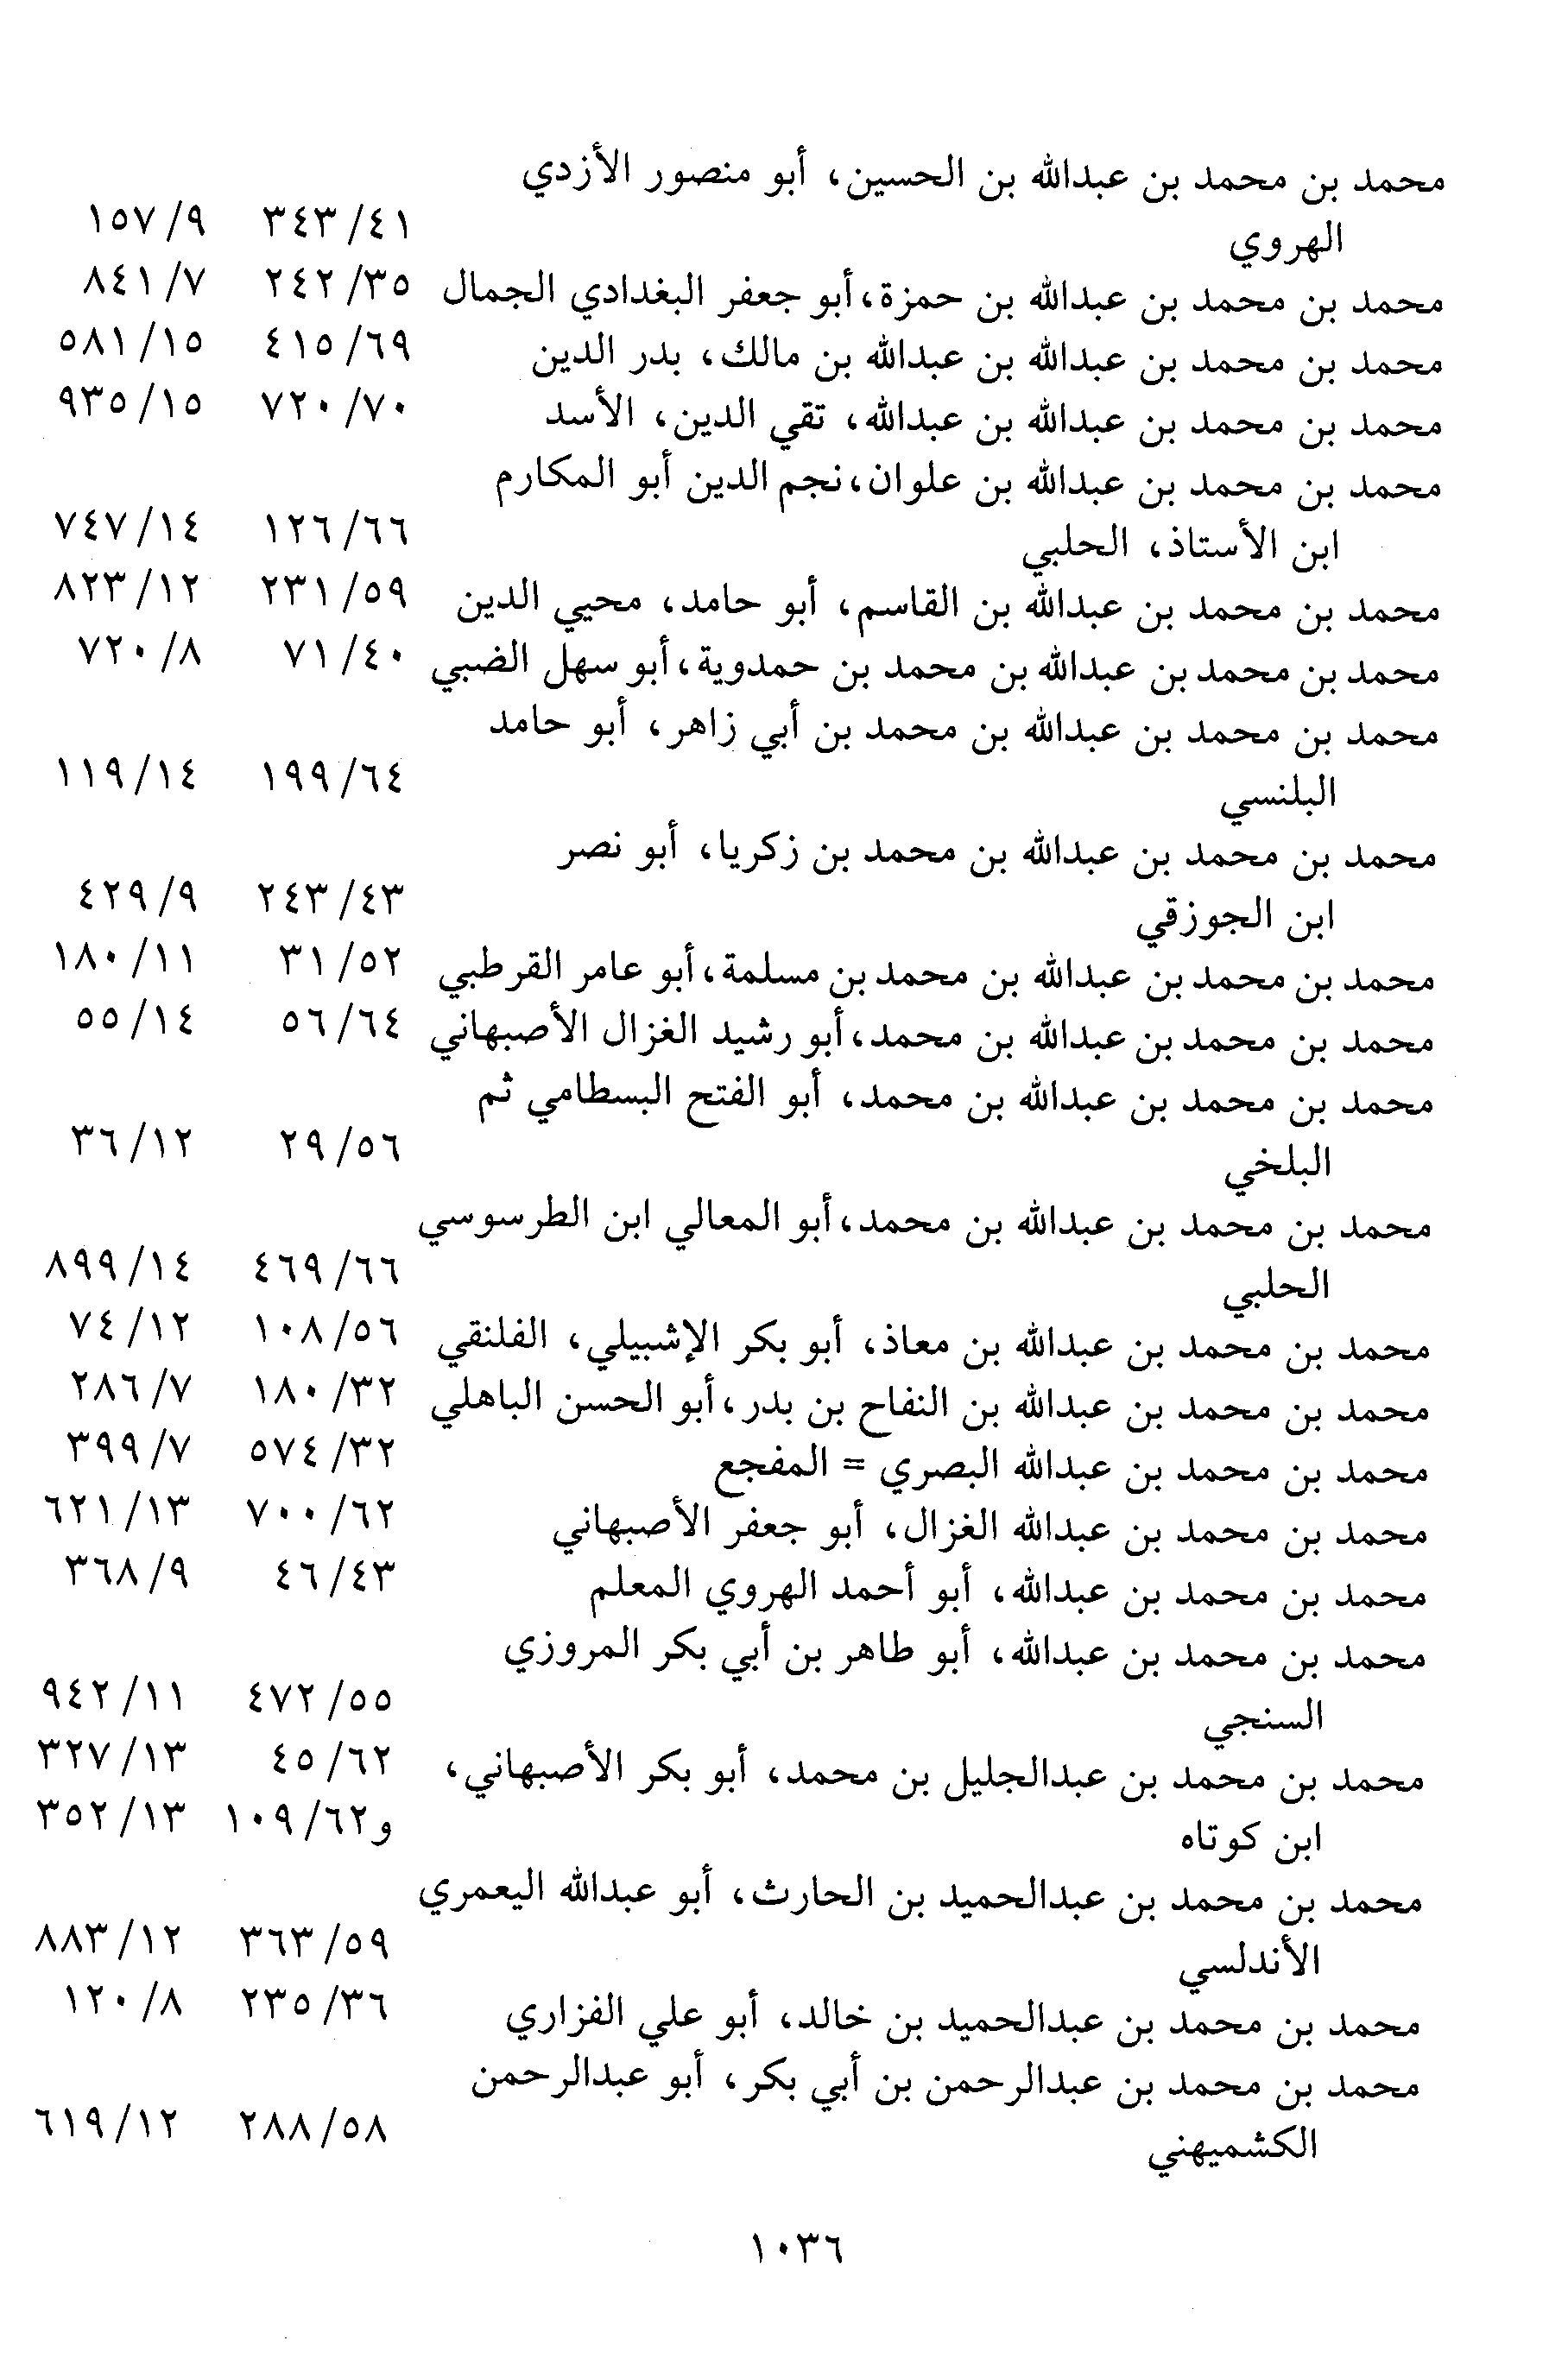 محمد بن محمد بن عبدالله بن الحسين، أبو منصور الأزدي
الهروي ٤١/ ٣٤٣ ٩/ ١٥٧
محمد بن محمد بن عبدالله بن حمزة، أبو جعفر البغدادي الجمال ٣٥/ ٢٤٢ ٧/ ٨٤١
محمد بن محمد بن عبدالله بن عبدالله بن مالك، بدر الدين ٦٩/ ٤١٥ ١٥/ ٥٨١
محمد بن محمد بن عبدالله بن عبدالله، تقي الدين، الأسد ٧٠/ ٧٢٠ ١٥/ ٩٣٥
محمد بن محمد بن عبدالله بن علوان، نجم الدين أبو المكارم
ابن الأستاذ، الحلبي ٦٦/ ١٢٦ ١٤/ ٧٤٧
محمد بن محمد بن عبدالله بن القاسم، أبو حامد، محيي الدين ٥٩/ ٢٣١ ١٢/ ٨٢٣
محمد بن محمد بن عبدالله بن محمد بن حمدوية، أبو سهل الضبي ٤٠/ ٧١ ٨/ ٧٢٠
محمد بن محمد بن عبدالله بن محمد بن أبي زاهر، أبو حامد
البلنسي ٦٤/ ١٩٩ ١٤/ ١١٩
محمد بن محمد بن عبدالله بن محمد بن زكريا، أبو نصر
ابن الجوزقي ٤٣/ ٢٤٣ ٩/ ٤٢٩
محمد بن محمد بن عبدالله بن محمد بن مسلمة، أبو عامر القرطبي ٥٢/ ٣١ ١١/ ١٨٠
محمد بن محمد بن عبدالله بن محمد، أبو رشيد الغزال الأصبهاني ٦٤/ ٥٦ ١٤/ ٥٥
محمد بن محمد بن عبدالله بن محمد، أبو الفتح البسطامي ثم
البلخي ٥٦/ ٢٩ ١٢/ ٣٦
محمد بن محمد بن عبدالله بن محمد، أبو المعالي ابن الطرسوسي
الحلبي ٦٦/ ٤٦٩ ١٤/ ٨٩٩
محمد بن محمد بن عبدالله بن معاذ، أبو بكر الإشبيلي، الفلنقي ٥٦/ ١٠٨ ١٢/ ٧٤
محمد بن محمد بن عبدالله بن النفاح بن بدر، أبو الحسن الباهلي ٣٢/ ١٨٠ ٧/ ٢٨٦
محمد بن محمد بن عبدالله البصري = المفجع ٣٢/ ٥٧٤ ٧/ ٣٩٩
محمد بن محمد بن عبدالله الغزال، أبو جعفر الأصبهاني ٦٢/ ٧٠٠ ١٣/ ٦٢١
محمد بن محمد بن عبدالله، أبو أحمد الهروي المعلم ٤٣/ ٤٦ ٩/ ٣٦٨
محمد بن محمد بن عبدالله، أبو طاهر بن أبي بكر المروزي
السنجي ٥٥/ ٤٧٢ ١١/ ٩٤٢
محمد بن محمد بن عبدالجليل بن محمد، أبو بكر الأصبهاني، ٦٢/ ٤٥ ١٣/ ٣٢٧
ابن كوتاه و٦٢/ ١٠٩ ١٣/ ٣٥٢
محمد بن محمد بن عبدالحميد بن الحارث، أبو عبدالله اليعمري
الأندلسي ٥٩/ ٣٦٣ ١٢/ ٨٨٣
محمد بن محمد بن عبدالحميد بن خالد، أبو علي الفزاري ٣٦/ ٢٣٥ ٨/ ١٢٠
محمد بن محمد بن عبدالرحمن بن أبي بكر، أبو عبدالرحمن
الكشميهني ٥٨/ ٢٨٨ ١٢/ ٦١٩
١٠٣٦